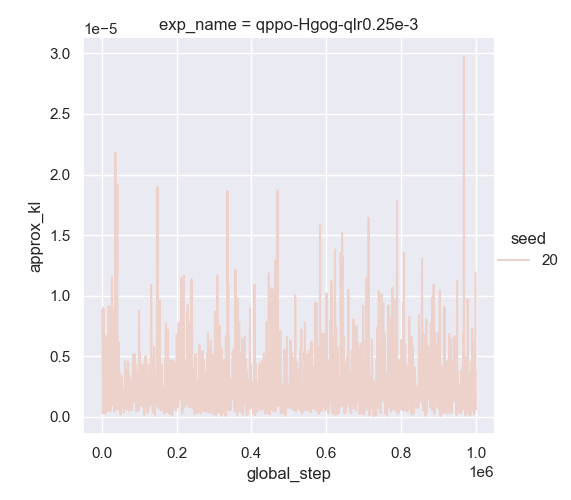 exp_name = qppo-Hgog-qlr0.25e-3
1e−5
3.0
2.5
2.0
1.5
1.0
0.5
0.0
approx_kl
0.0 0.2 0.4 0.6 0.8 1.0
1e6
global_step
seed
20